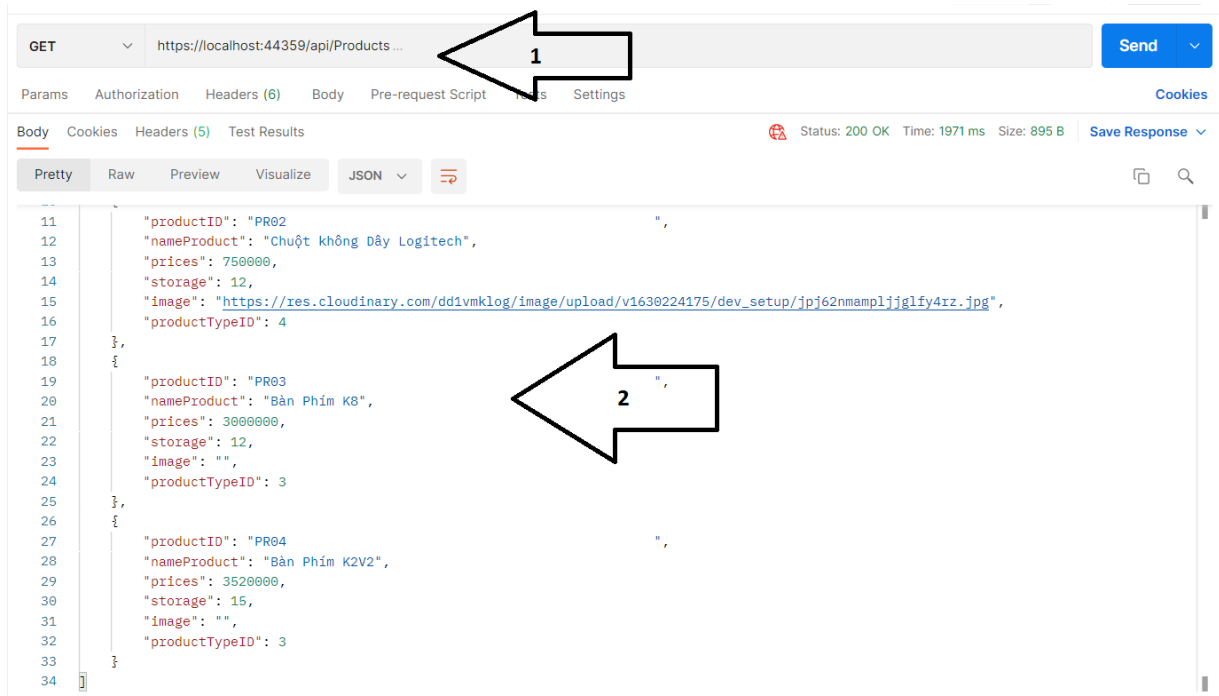 GET https://localhost:44359/api/Products ... 1 Send
Params Authorization Headers (6) Body Pre-request Script Tests Settings Cookies
Body Cookies Headers (5) Test Results Status: 200 OK Time: 1971 ms Size: 895 B Save Response
Pretty Raw Preview Visualize JSON
11 "productID": "PR02 ",
12 "nameProduct": "Chuột không Dây Logitech",
13 "prices": 750000,
14 "storage": 12,
15 "image": "https://res.cloudinary.com/dd1vmklog/image/upload/v1630224175/dev_setup/jpj62nmampljjglfy4rz.jpg",
16 "productTypeID": 4
17 },
18 {
19 "productID": "PR03 ",
20 "nameProduct": "Bàn Phím K8", 2
21 "prices": 3000000,
22 "storage": 12,
23 "image": "",
24 "productTypeID": 3
25 },
26 {
27 "productID": "PR04 ",
28 "nameProduct": "Bàn Phím K2V2",
29 "prices": 3520000,
30 "storage": 15,
31 "image": "",
32 "productTypeID": 3
33 }
34 ]